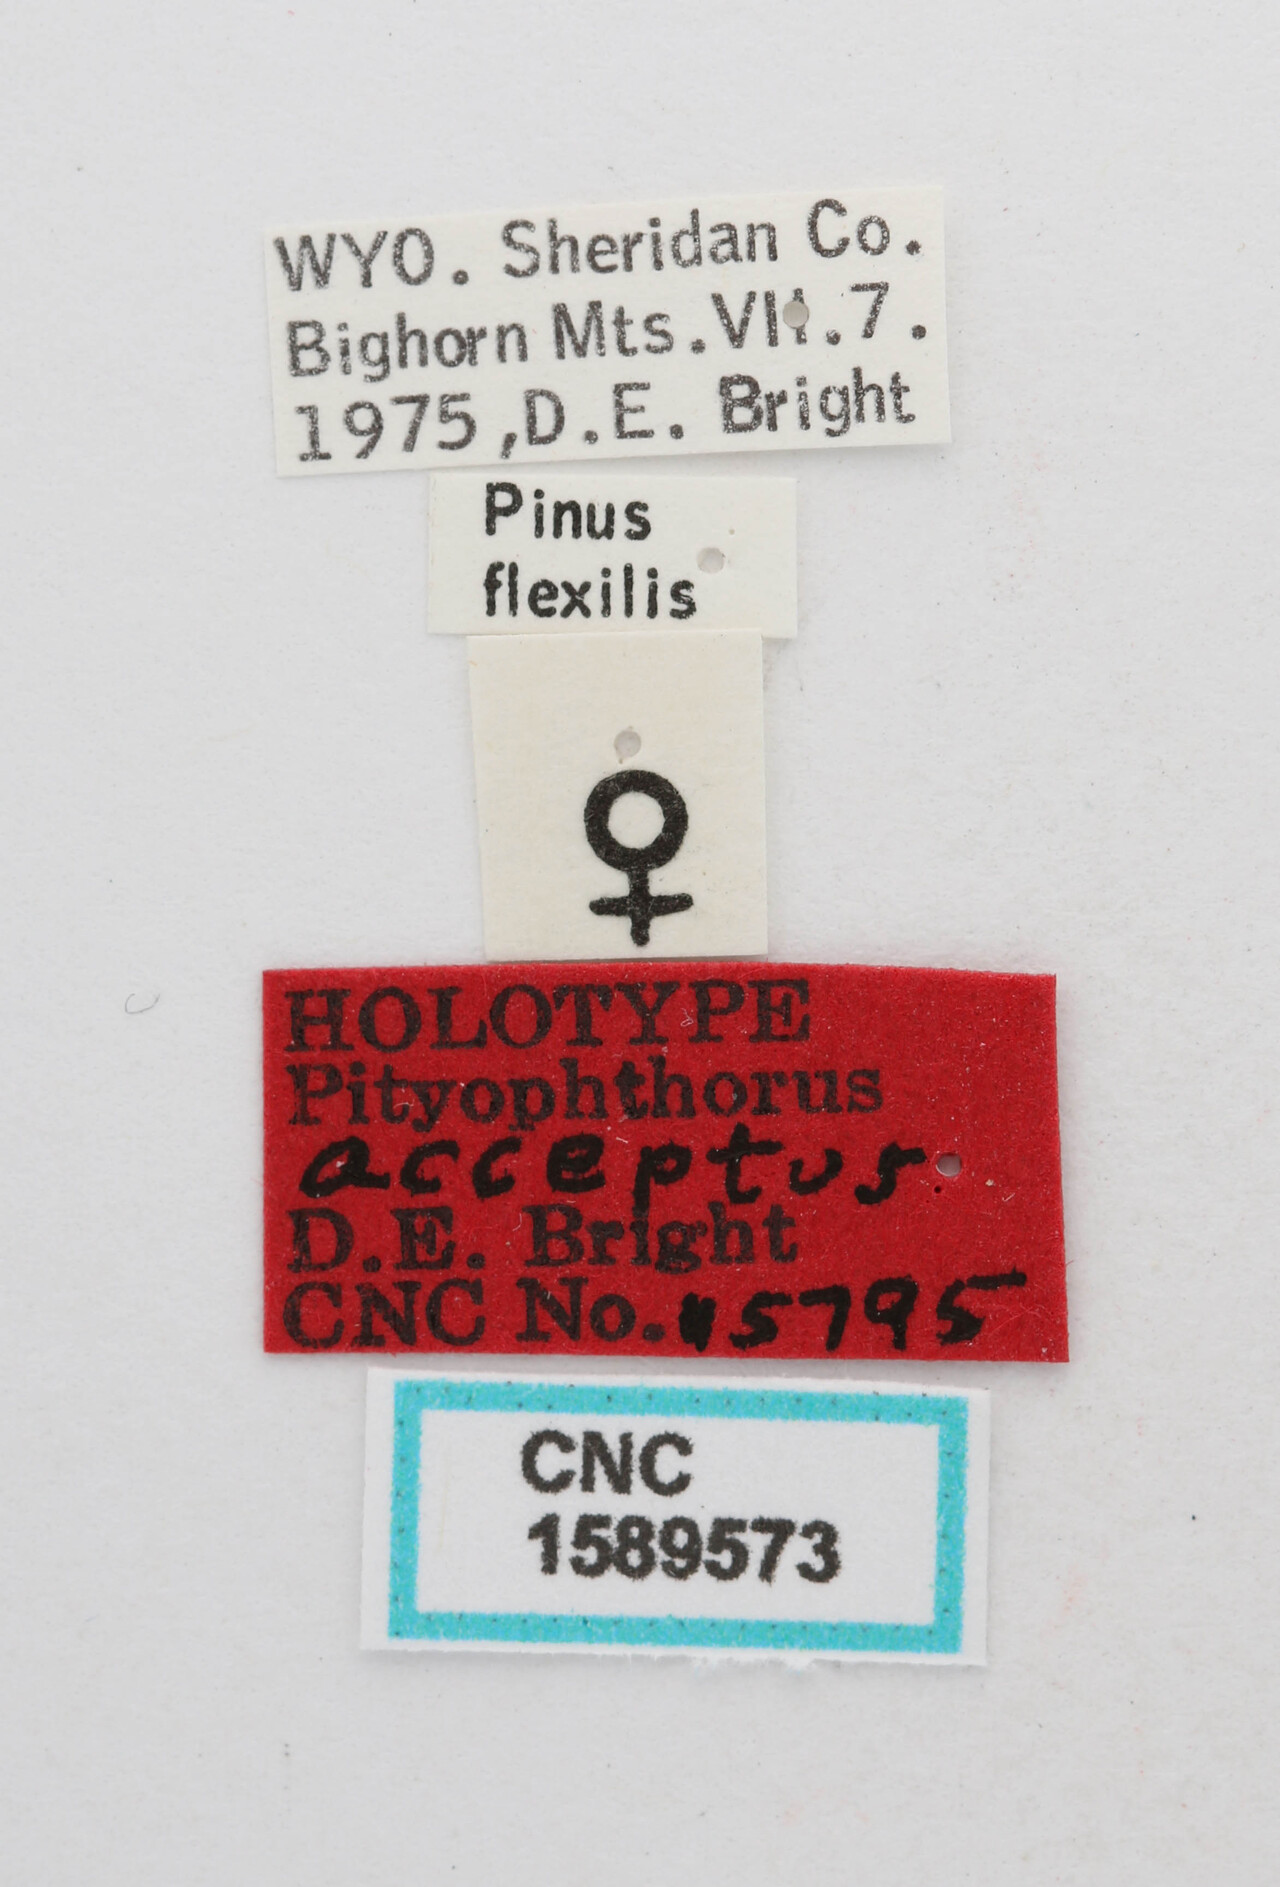 WYO. Sheridan Co.
Bighorn Mts.VII.7.
1975,D.E. Bright
Pinus
flexilis
♀
HOLOTYPE
Pityophthorus
acceptus
D.E. Bright
CNC No. 15795
CNC
1589573